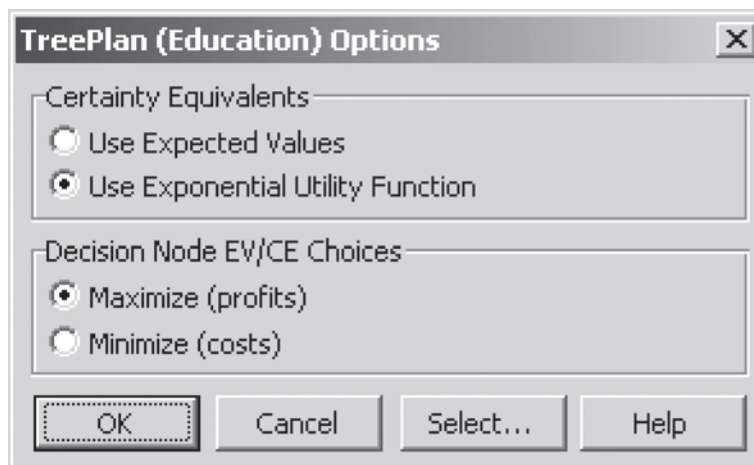 TreePlan (Education) Options
Certainty Equivalents
Use Expected Values
Use Exponential Utility Function
Decision Node EV/CE Choices
Maximize (profits)
Minimize (costs)
OK Cancel Select... Help